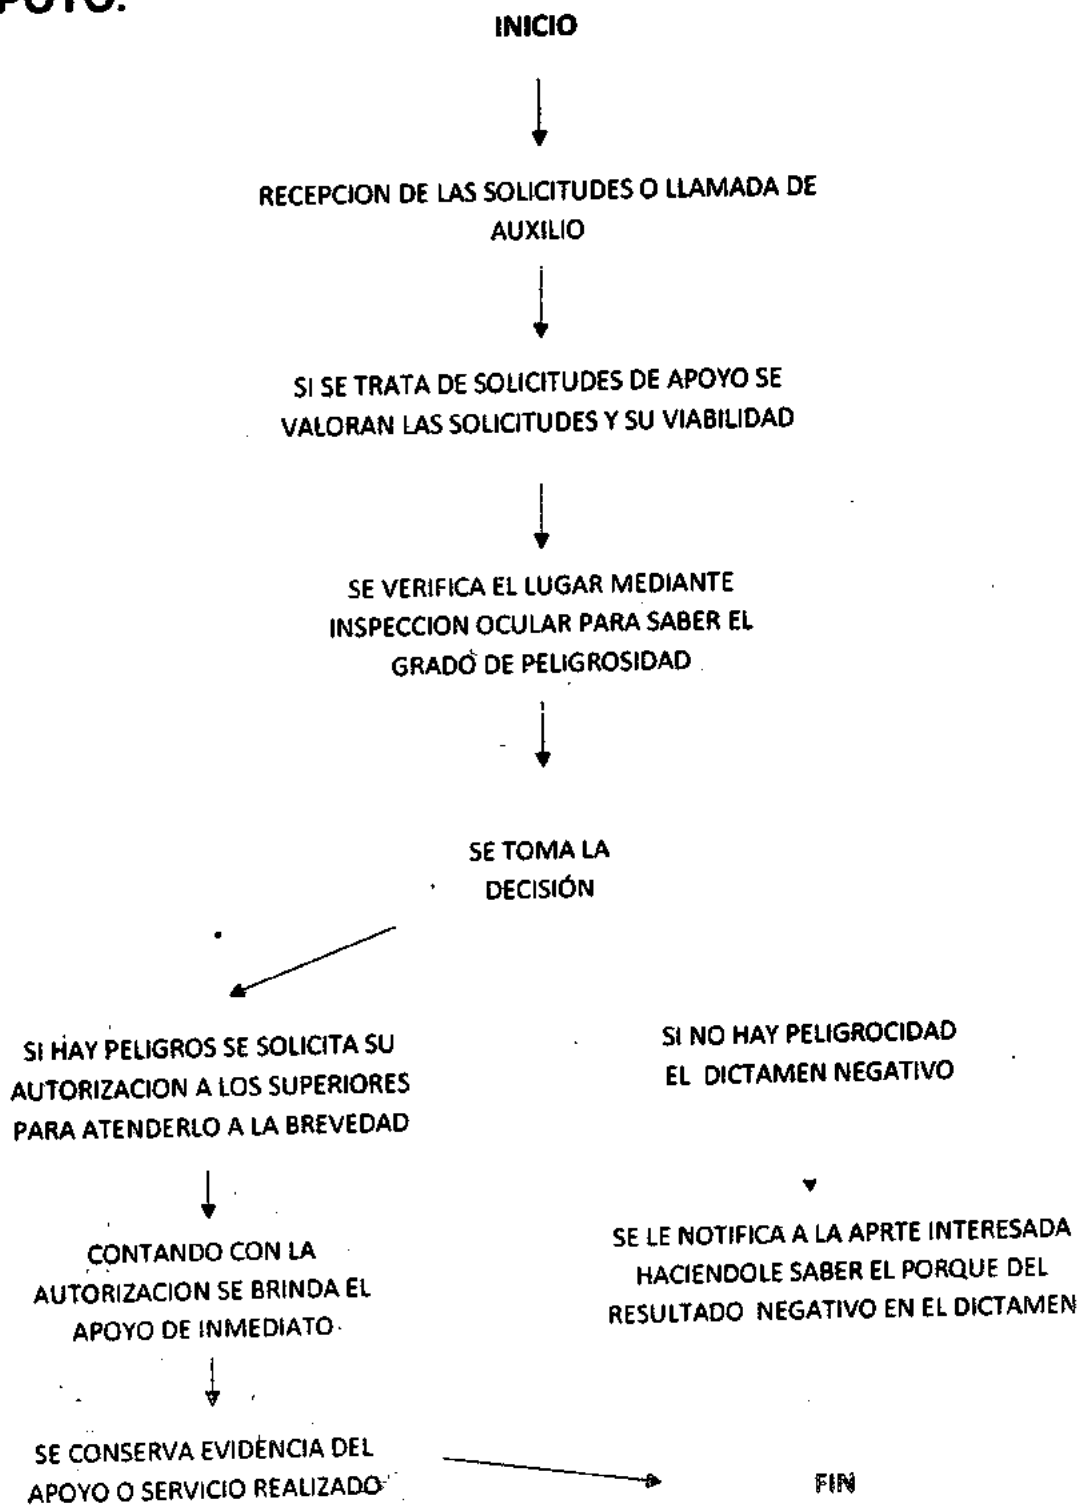 INICIO
RECEPCION DE LAS SOLICITUDES O LLAMADA DE
AUXILIO
SI SE TRATA DE SOLICITUDES DE APOYO SE
VALORAN LAS SOLICITUDES Y SU VIABILIDAD
SE VERIFICA EL LUGAR MEDIANTE
INSPECCION OCULAR PARA SABER EL
GRADO DE PELIGROSIDAD
SE TOMA LA
DECISIÓN
SI HAY PELIGROS SE SOLICITA SU
AUTORIZACION A LOS SUPERIORES
PARA ATENDERLO A LA BREVEDAD
SI NO HAY PELIGROCIDAD
EL DICTAMEN NEGATIVO
CONTANDO CON LA
AUTORIZACION SE BRINDA EL
APOYO DE INMEDIATO
SE LE NOTIFICA A LA APRTE INTERESADA
HACIENDOLE SABER EL PORQUE DEL
RESULTADO NEGATIVO EN EL DICTAMEN
SE CONSERVA EVIDENCIA DEL
APOYO O SERVICIO REALIZADO
FIN